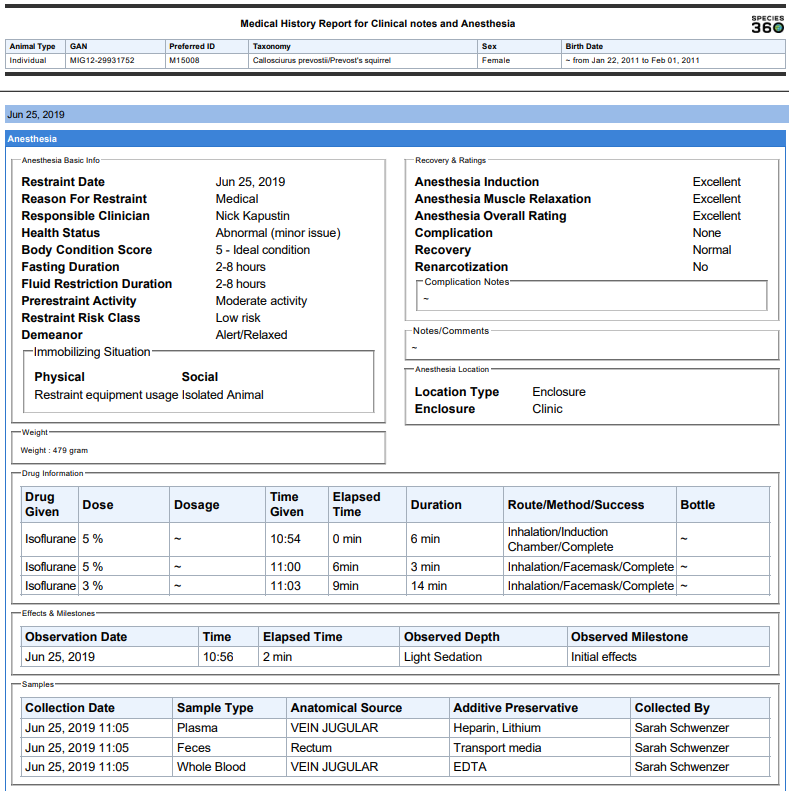 Medical History Report for Clinical notes and Anesthesia
SPECIES
360
Animal Type GAN Preferred ID Taxonomy Sex Birth Date
Individual MIG12-29931752 M15008 Callosciurus prevostii/Prevost's squirrel Female ~ from Jan 22, 2011 to Feb 01, 2011
Jun 25, 2019
Anesthesia
Anesthesia Basic Info
Restraint Date Jun 25, 2019
Reason For Restraint Medical
Responsible Clinician Nick Kapustin
Health Status Abnormal (minor issue)
Body Condition Score 5 - Ideal condition
Fasting Duration 2-8 hours
Fluid Restriction Duration 2-8 hours
Prerestraint Activity Moderate activity
Restraint Risk Class Low risk
Demeanor Alert/Relaxed
Immobilizing Situation
Physical Social
Restraint equipment usage Isolated Animal
Weight
Weight : 479 gram
Recovery & Ratings
Anesthesia Induction Excellent
Anesthesia Muscle Relaxation Excellent
Anesthesia Overall Rating Excellent
Complication None
Recovery Normal
Renarcotization No
Complication Notes
~
Notes/Comments
~
Anesthesia Location
Location Type Enclosure
Enclosure Clinic
Drug Information
Drug Given Dose Dosage Time Given Elapsed Time Duration Route/Method/Success Bottle
Isoflurane 5 % ~ 10:54 0 min 6 min Inhalation/Induction Chamber/Complete ~
Isoflurane 5 % ~ 11:00 6min 3 min Inhalation/Facemask/Complete ~
Isoflurane 3 % ~ 11:03 9min 14 min Inhalation/Facemask/Complete ~
Effects & Milestones
Observation Date Time Elapsed Time Observed Depth Observed Milestone
Jun 25, 2019 10:56 2 min Light Sedation Initial effects
Samples
Collection Date Sample Type Anatomical Source Additive Preservative Collected By
Jun 25, 2019 11:05 Plasma VEIN JUGULAR Heparin, Lithium Sarah Schwenzer
Jun 25, 2019 11:05 Feces Rectum Transport media Sarah Schwenzer
Jun 25, 2019 11:05 Whole Blood VEIN JUGULAR EDTA Sarah Schwenzer